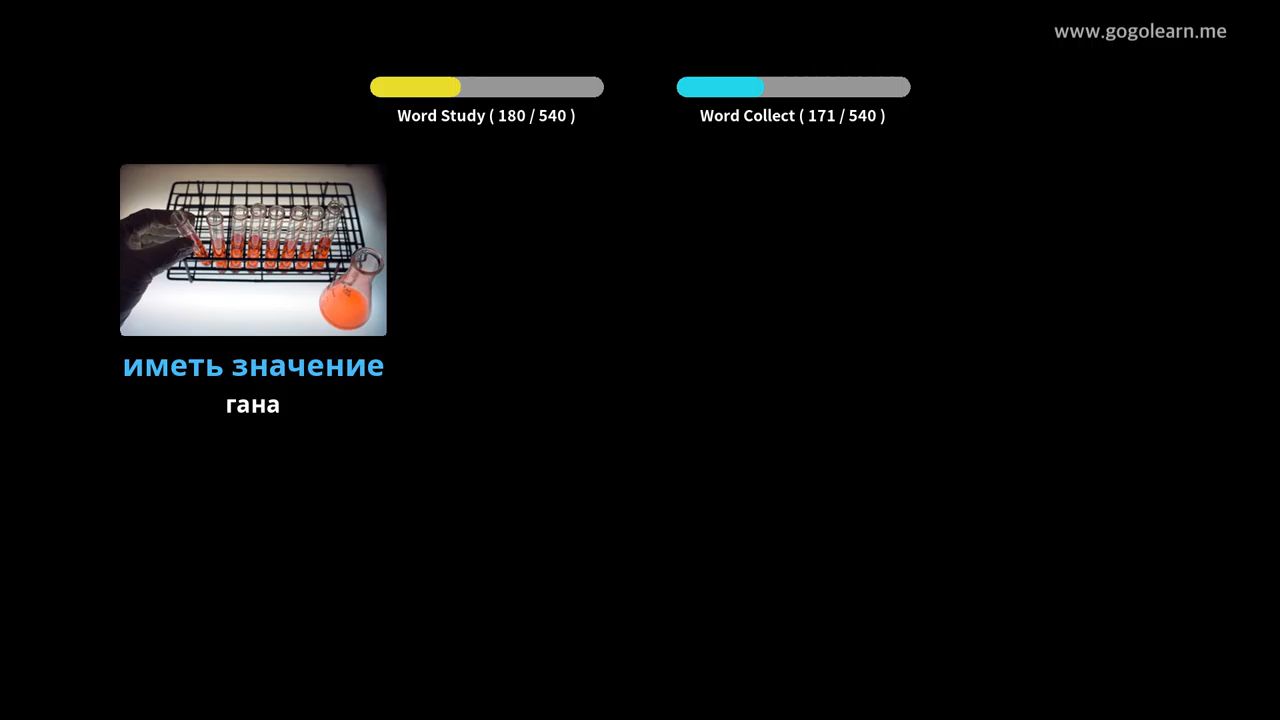 www.gogolearn.me
Word Study ( 180 / 540 )
Word Collect ( 171 / 540 )
иметь значение
гана